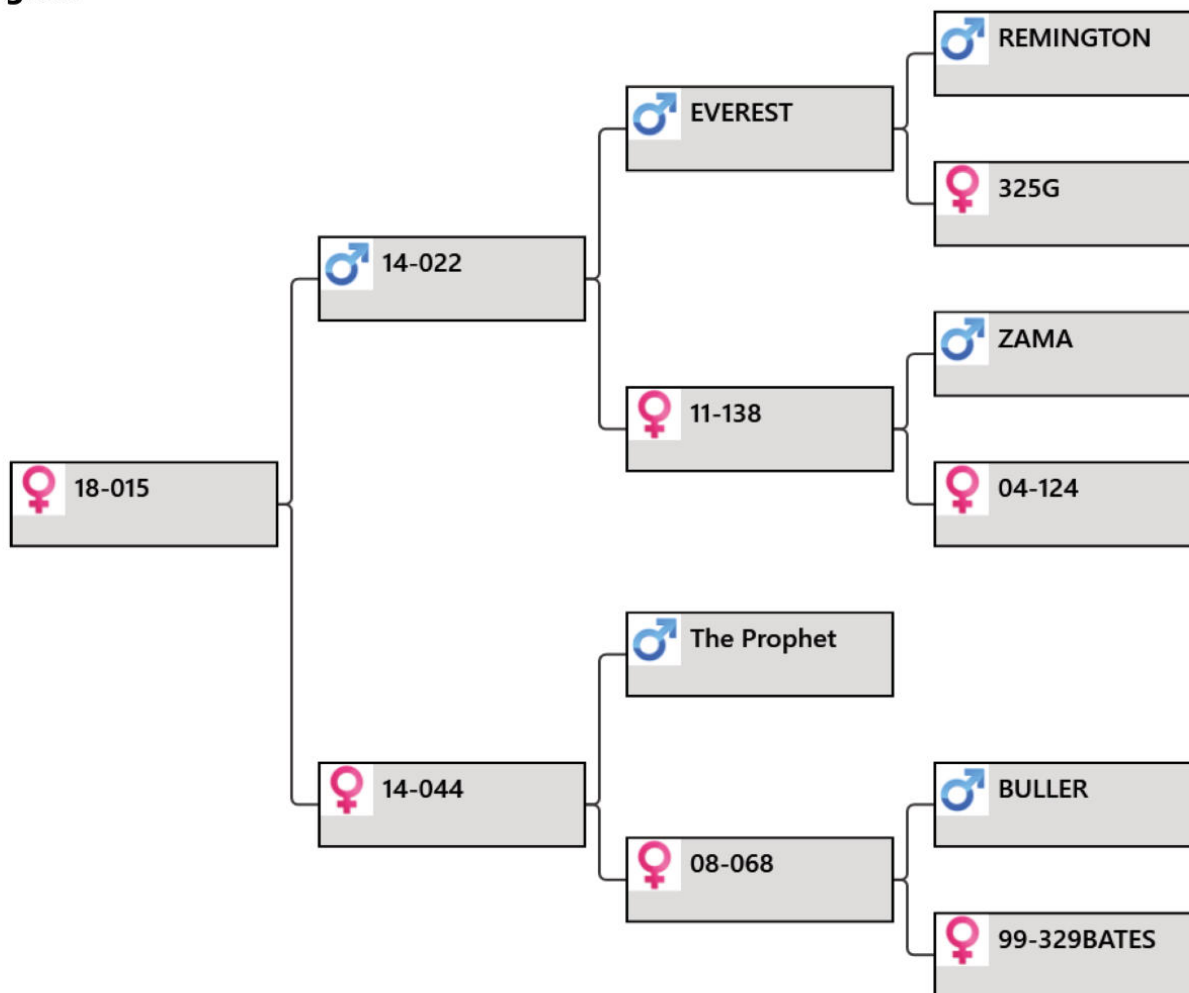 REMINGTON
EVEREST
325G
14-022
ZAMA
11-138
04-124
18-015
The Prophet
14-044
BULLER
08-068
99-329BATES